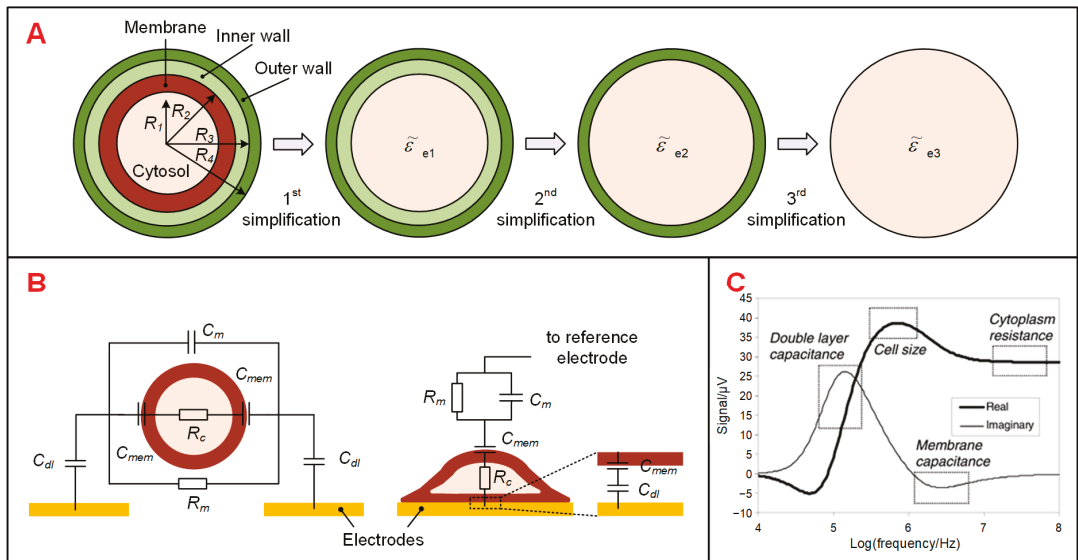 A
Membrane
Inner wall
Outer wall
R1
R2
R3
R4
Cytosol
1st
simplification
ε̃ e1
2nd
simplification
ε̃ e2
3rd
simplification
ε̃ e3
B
Cm
Cmem
Rc
Cmem
Cdl
Cdl
Rm
to reference
electrode
Rm
Cm
Cmem
Rc
Cmem
Cdl
Electrodes
C
Signal/µV
45
40
35
30
25
20
15
10
5
0
−5
−10
Double layer
capacitance
Cell size
Cytoplasm
resistance
Real
Imaginary
Membrane
capacitance
4
5
6
7
8
Log(frequency/Hz)